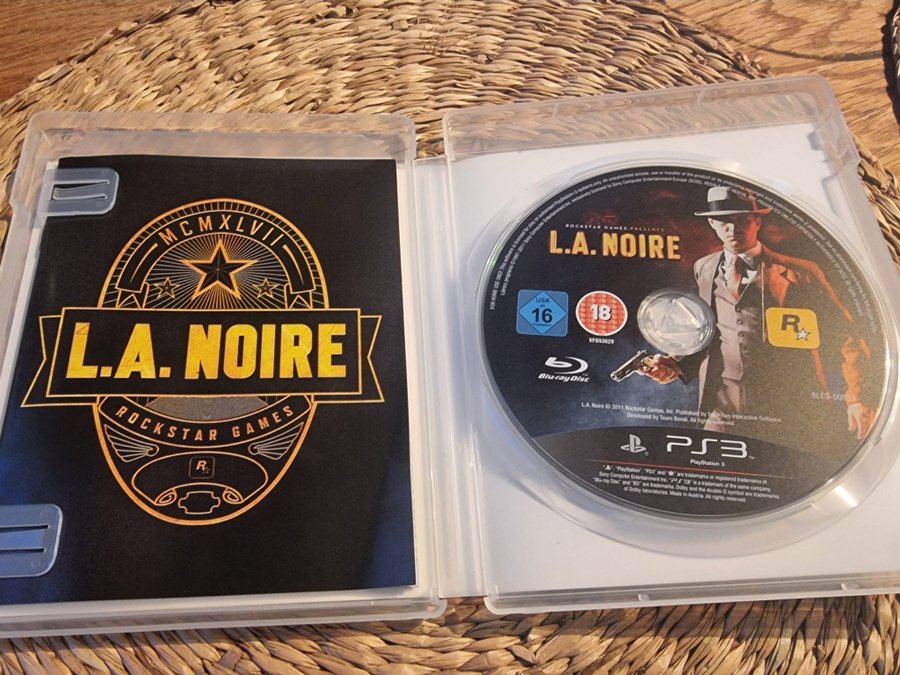 MCMXLVII
L.A. NOIRE
ROCKSTAR GAMES
R
ROCKSTAR GAMES PRESENTS
L.A. NOIRE
USK
ab
16
18
VFD53629
R
Blu-ray Disc
L.A. Noire © 2011 Rockstar Games, Inc. Published by Take-Two Interactive Software.
Developed by Team Bondi. All rights reserved.
PS3
PlayStation 3
"PlayStation", "PS3" and are trademarks or registered trademarks of
Sony Computer Entertainment Inc. "PS3" is a trademark of the same company.
"Blu-ray Disc" and "BD" are trademarks. Dolby and the double-D symbol are trademarks
of Dolby laboratories. Made in Austria. All rights reserved.